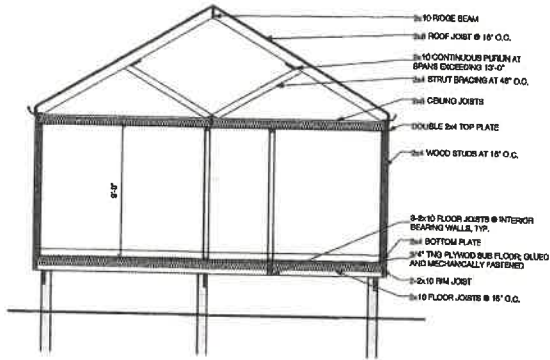 2x10 RIDGE BEAM
2x8 ROOF JOIST @ 16" O.C.
2x10 CONTINUOUS PURLIN AT
SPANS EXCEEDING 13'-0"
2x4 STRUT BRACING AT 48" O.C.
CEILING JOISTS
DOUBLE 2x4 TOP PLATE
2x4 WOOD STUDS AT 16" O.C.
9'-0"
3-2x10 FLOOR JOISTS @ INTERIOR
BEARING WALLS, TYP.
2x4 BOTTOM PLATE
3/4" TNG PLYWOD SUB FLOOR; GLUED
AND MECHANICALLY FASTENED
2-2x10 RIM JOIST
2x10 FLOOR JOISTS @ 16" O.C.